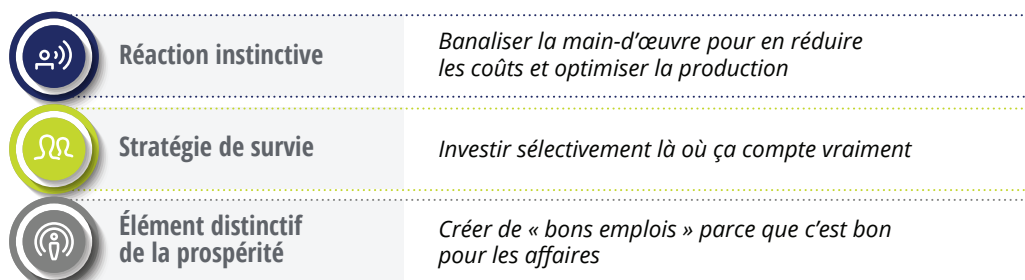 Réaction instinctive
Banaliser la main-d’œuvre pour en réduire
les coûts et optimiser la production
Stratégie de survie
Investir sélectivement là où ça compte vraiment
Élément distinctif
de la prospérité
Créer de « bons emplois » parce que c’est bon
pour les affaires